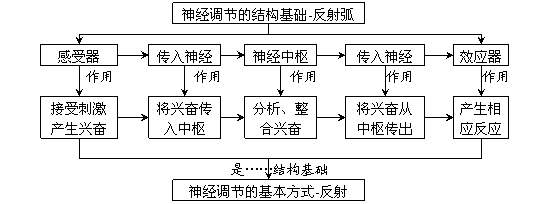 神经调节的结构基础-反射弧
感受器 传入神经 神经中枢 传入神经 效应器
作用 作用 作用 作用 作用
接受刺激 将兴奋传 分析、整 将兴奋从 产生相
产生兴奋 入中枢 合兴奋 中枢传出 应反应
是……结构基础
神经调节的基本方式-反射